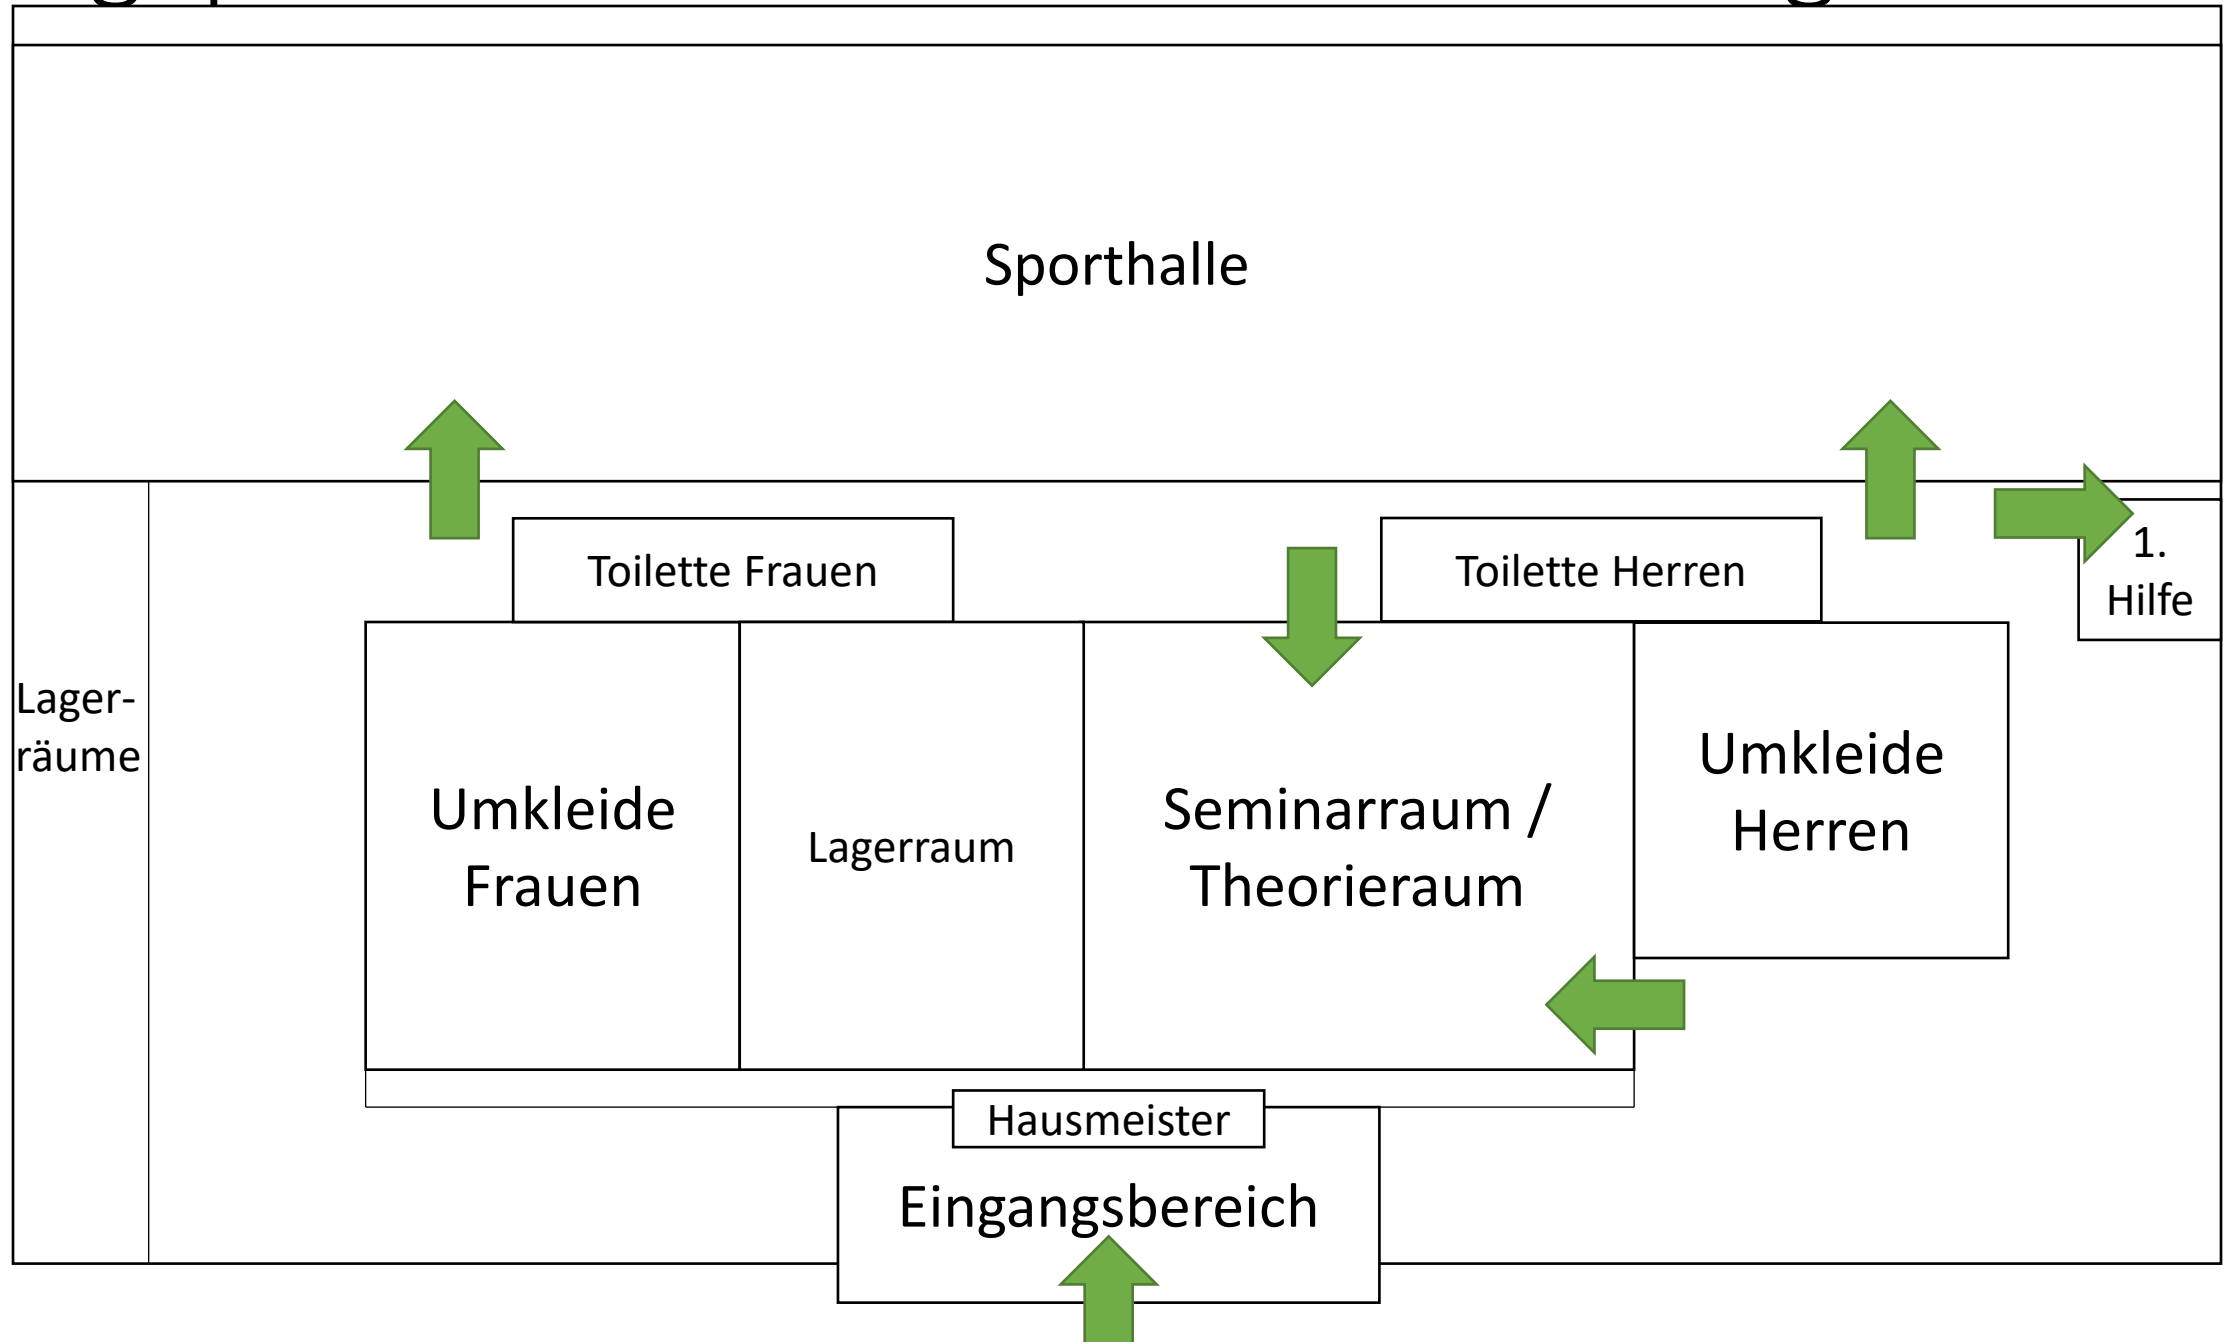 Sporthalle
Toilette Frauen
Toilette Herren
1.
Hilfe
Lager-
räume
Umkleide
Frauen
Lagerraum
Seminarraum /
Theorieraum
Umkleide
Herren
Hausmeister
Eingangsbereich